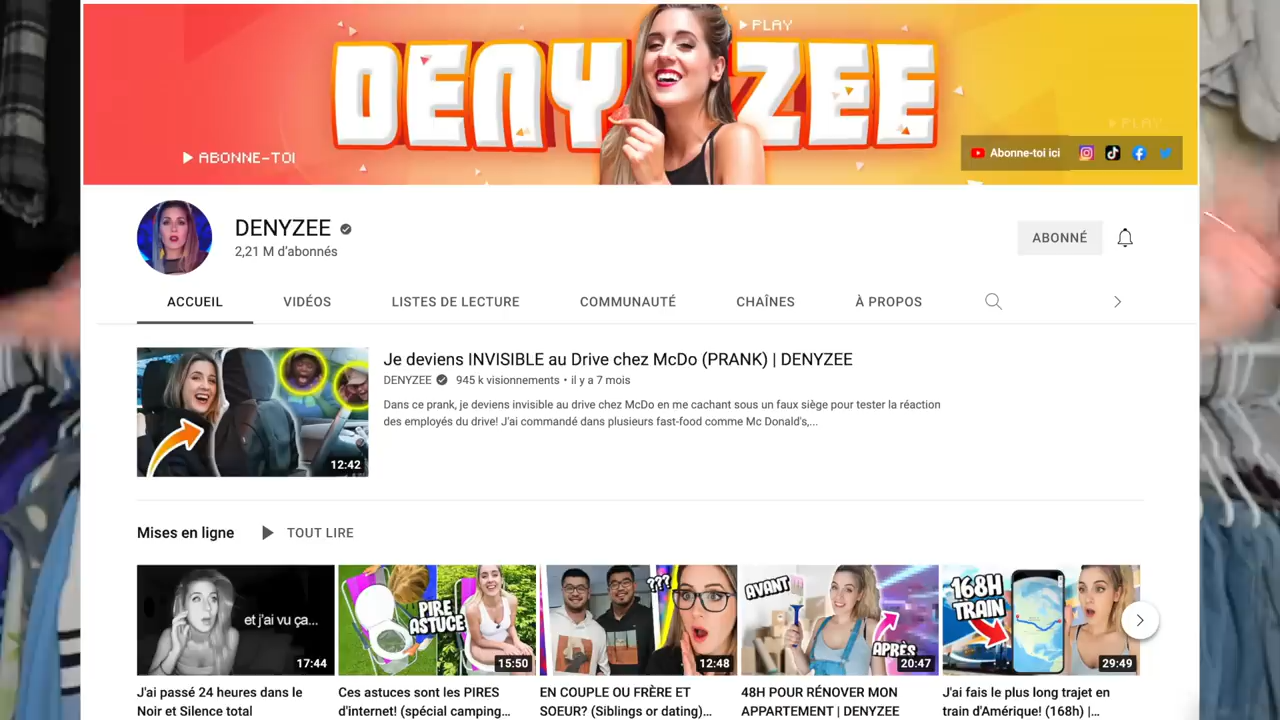 ▶ PLAY
DENYZEE
▶ PLAY
▶ ABONNE-TOI
Abonne-toi ici
DENYZEE
2,21 M d'abonnés
ABONNÉ
ACCUEIL VIDÉOS LISTES DE LECTURE COMMUNAUTÉ CHAÎNES À PROPOS
Je deviens INVISIBLE au Drive chez McDo (PRANK) | DENYZEE
DENYZEE 945 k visionnements • il y a 7 mois
Dans ce prank, je deviens invisible au drive chez McDo en me cachant sous un faux siège pour tester la réaction
des employés du drive! J'ai commandé dans plusieurs fast-food comme Mc Donald's,...
12:42
Mises en ligne TOUT LIRE
et j'ai vu ça...
17:44
PIRE
ASTUCE
15:50
???
12:48
AVANT
APRÈS
20:47
168H
TRAIN
29:49
J'ai passé 24 heures dans le
Noir et Silence total
Ces astuces sont les PIRES
d'internet! (spécial camping...
EN COUPLE OU FRÈRE ET
SOEUR? (Siblings or dating)...
48H POUR RÉNOVER MON
APPARTEMENT | DENYZEE
J'ai fais le plus long trajet en
train d'Amérique! (168h) |...